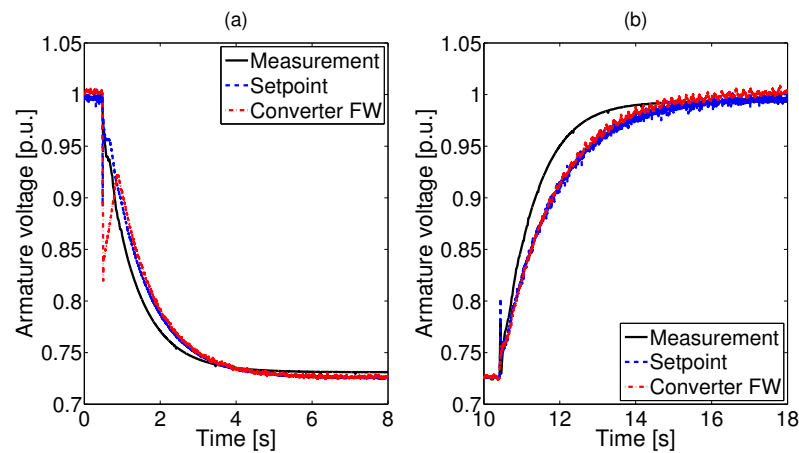 (a)
1.05
1
0.95
0.9
0.85
0.8
0.75
0.7
Armature voltage [p.u.]
0
2
4
6
8
Time [s]
Measurement
Setpoint
Converter FW
(b)
1.05
1
0.95
0.9
0.85
0.8
0.75
0.7
Armature voltage [p.u.]
10
12
14
16
18
Time [s]
Measurement
Setpoint
Converter FW